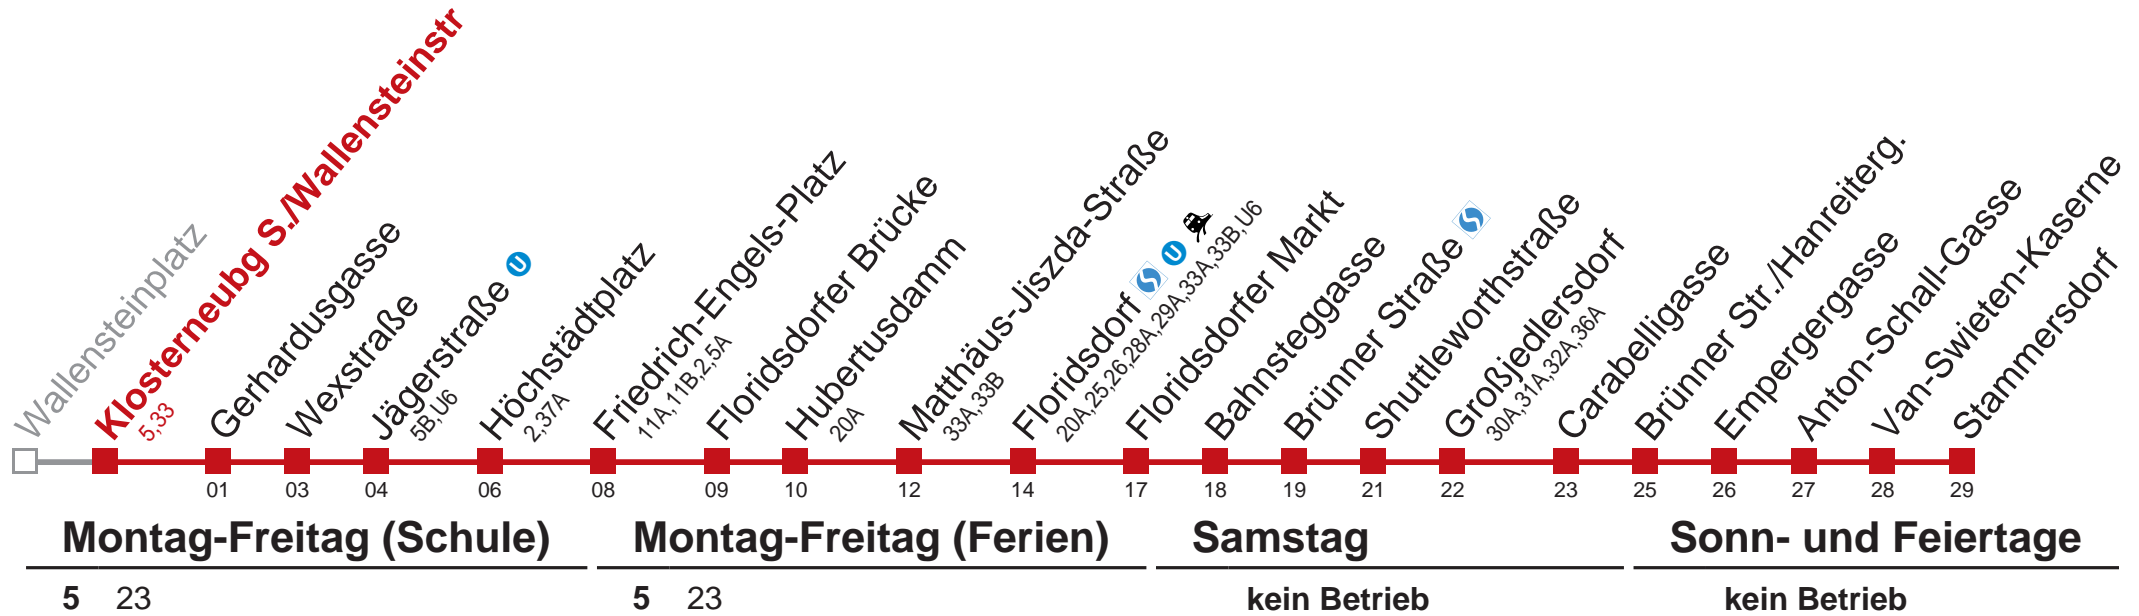 Wallensteinplatz
Klosterneubg S./Wallensteinstr
5,33
Gerhardusgasse
Wexstraße
Jägerstraße U
5B,U6
Höchstädtplatz
2,37A
Friedrich-Engels-Platz
11A,11B,2,5A
Floridsdorfer Brücke
Hubertusdamm
20A
Matthäus-Jiszda-Straße
33A,33B
Floridsdorf U
20A,25,26,28A,29A,33A,33B,U6
Floridsdorfer Markt
Bahnsteggasse
Brünner Straße
Shuttleworthstraße
Großjedlersdorf
30A,31A,32A,36A
Carabelligasse
Brünner Str./Hanreiterg.
Empergergasse
Anton-Schall-Gasse
Van-Swieten-Kaserne
Stammersdorf
01 03 04 06 08 09 10 12 14 17 18 19 21 22 23 25 26 27 28 29
Montag-Freitag (Schule) Montag-Freitag (Ferien) Samstag Sonn- und Feiertage
5 23 5 23 kein Betrieb kein Betrieb